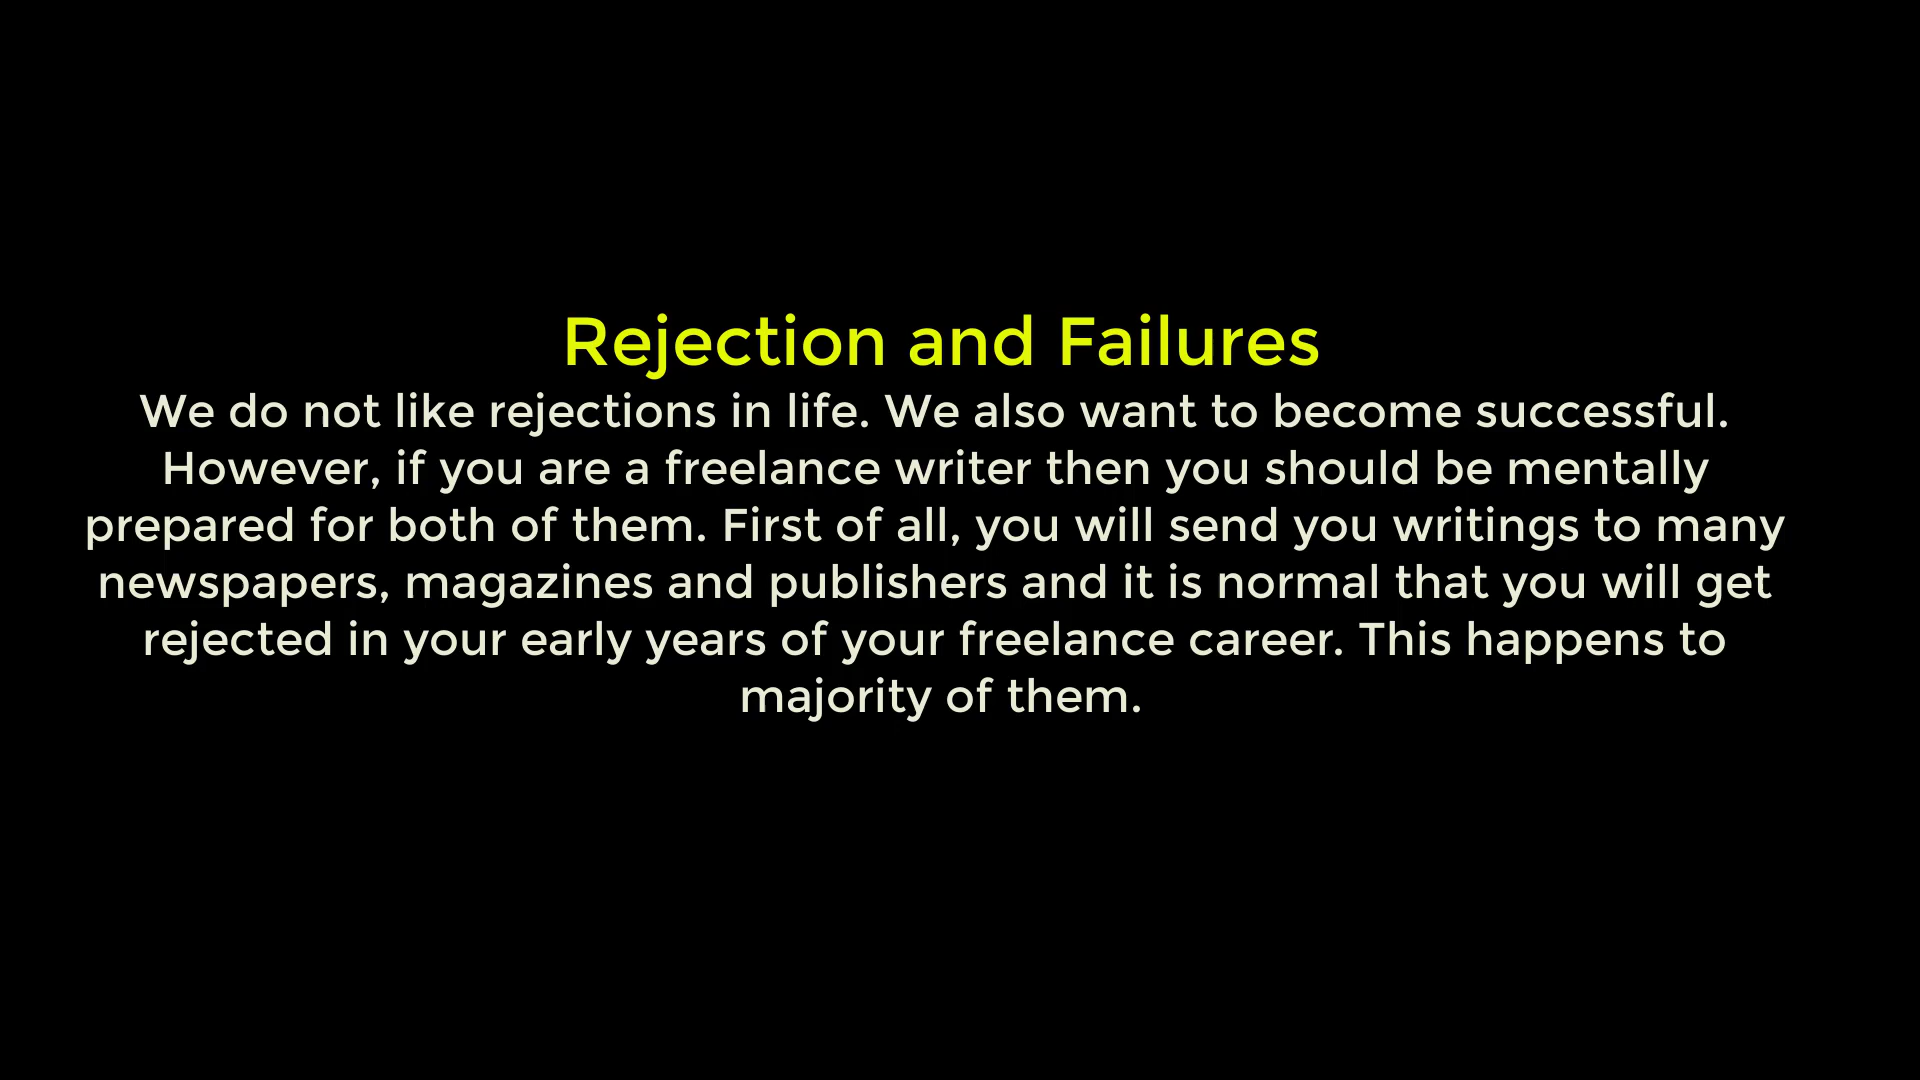 Rejection and Failures
We do not like rejections in life. We also want to become successful.
However, if you are a freelance writer then you should be mentally
prepared for both of them. First of all, you will send you writings to many
newspapers, magazines and publishers and it is normal that you will get
rejected in your early years of your freelance career. This happens to
majority of them.